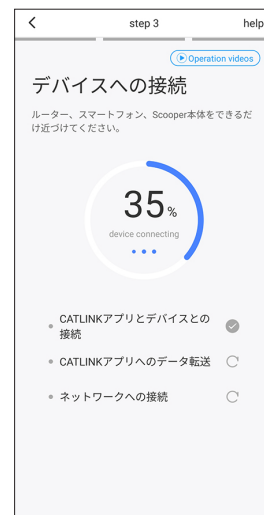 step 3
help
Operation videos
デバイスへの接続
ルーター、スマートフォン、Scooper本体をできるだ
け近づけてください。
35%
device connecting
CATLINKアプリとデバイスとの
接続
CATLINKアプリへのデータ転送
ネットワークへの接続